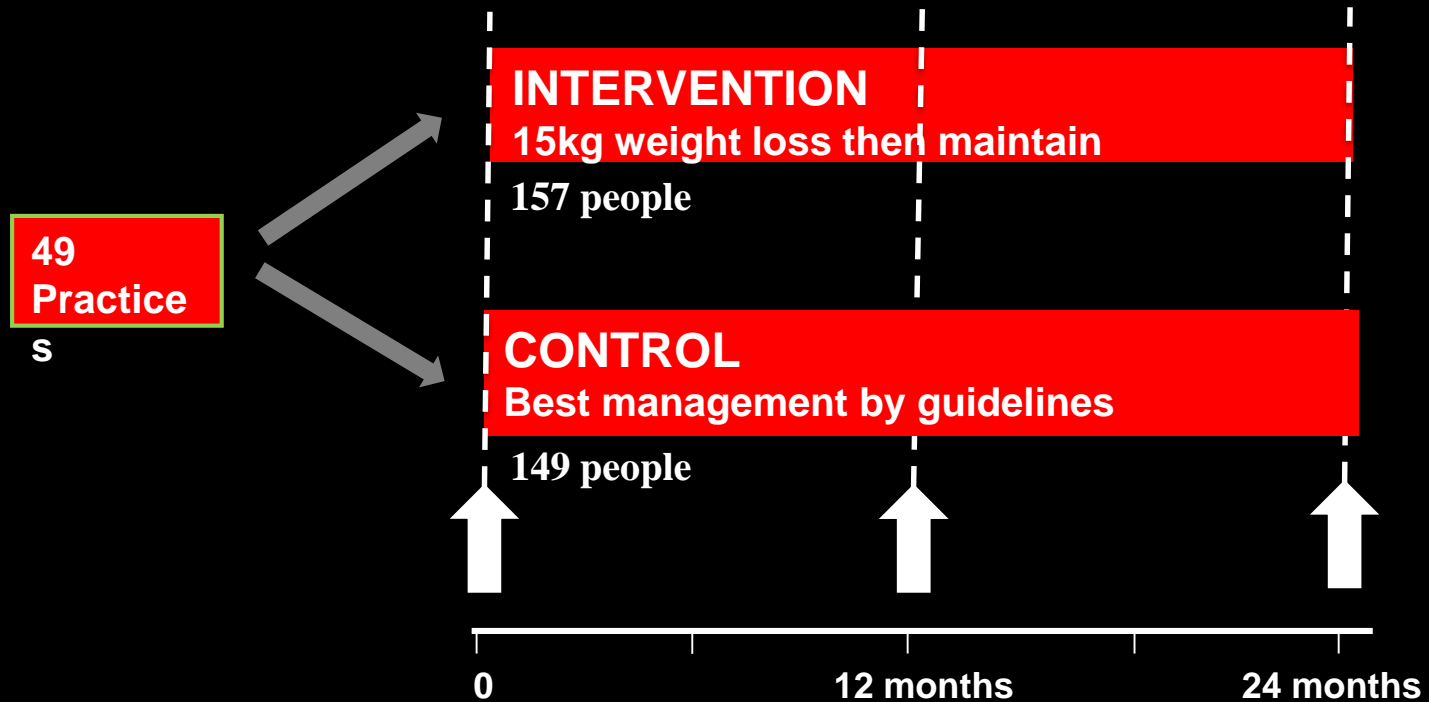 INTERVENTION
15kg weight loss then maintain
157 people
49
Practice
s
CONTROL
Best management by guidelines
149 people
0
12 months
24 months